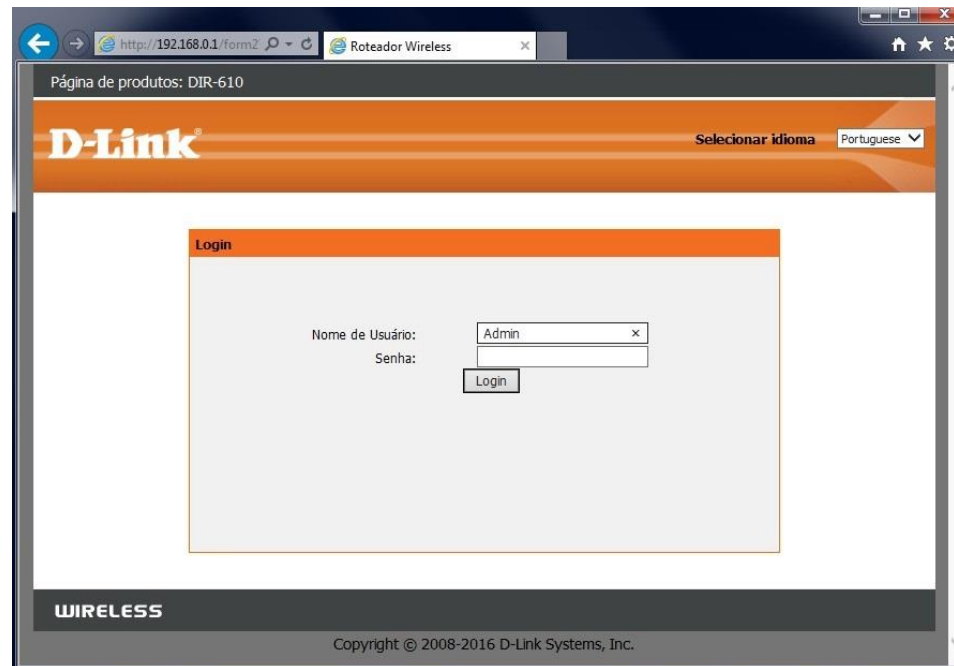 http://192.168.0.1/form2 Roteador Wireless
Página de produtos: DIR-610
D-Link®
Selecionar idioma Portuguese
Login
Nome de Usuário: Admin
Senha:
Login
WIRELESS
Copyright © 2008-2016 D-Link Systems, Inc.